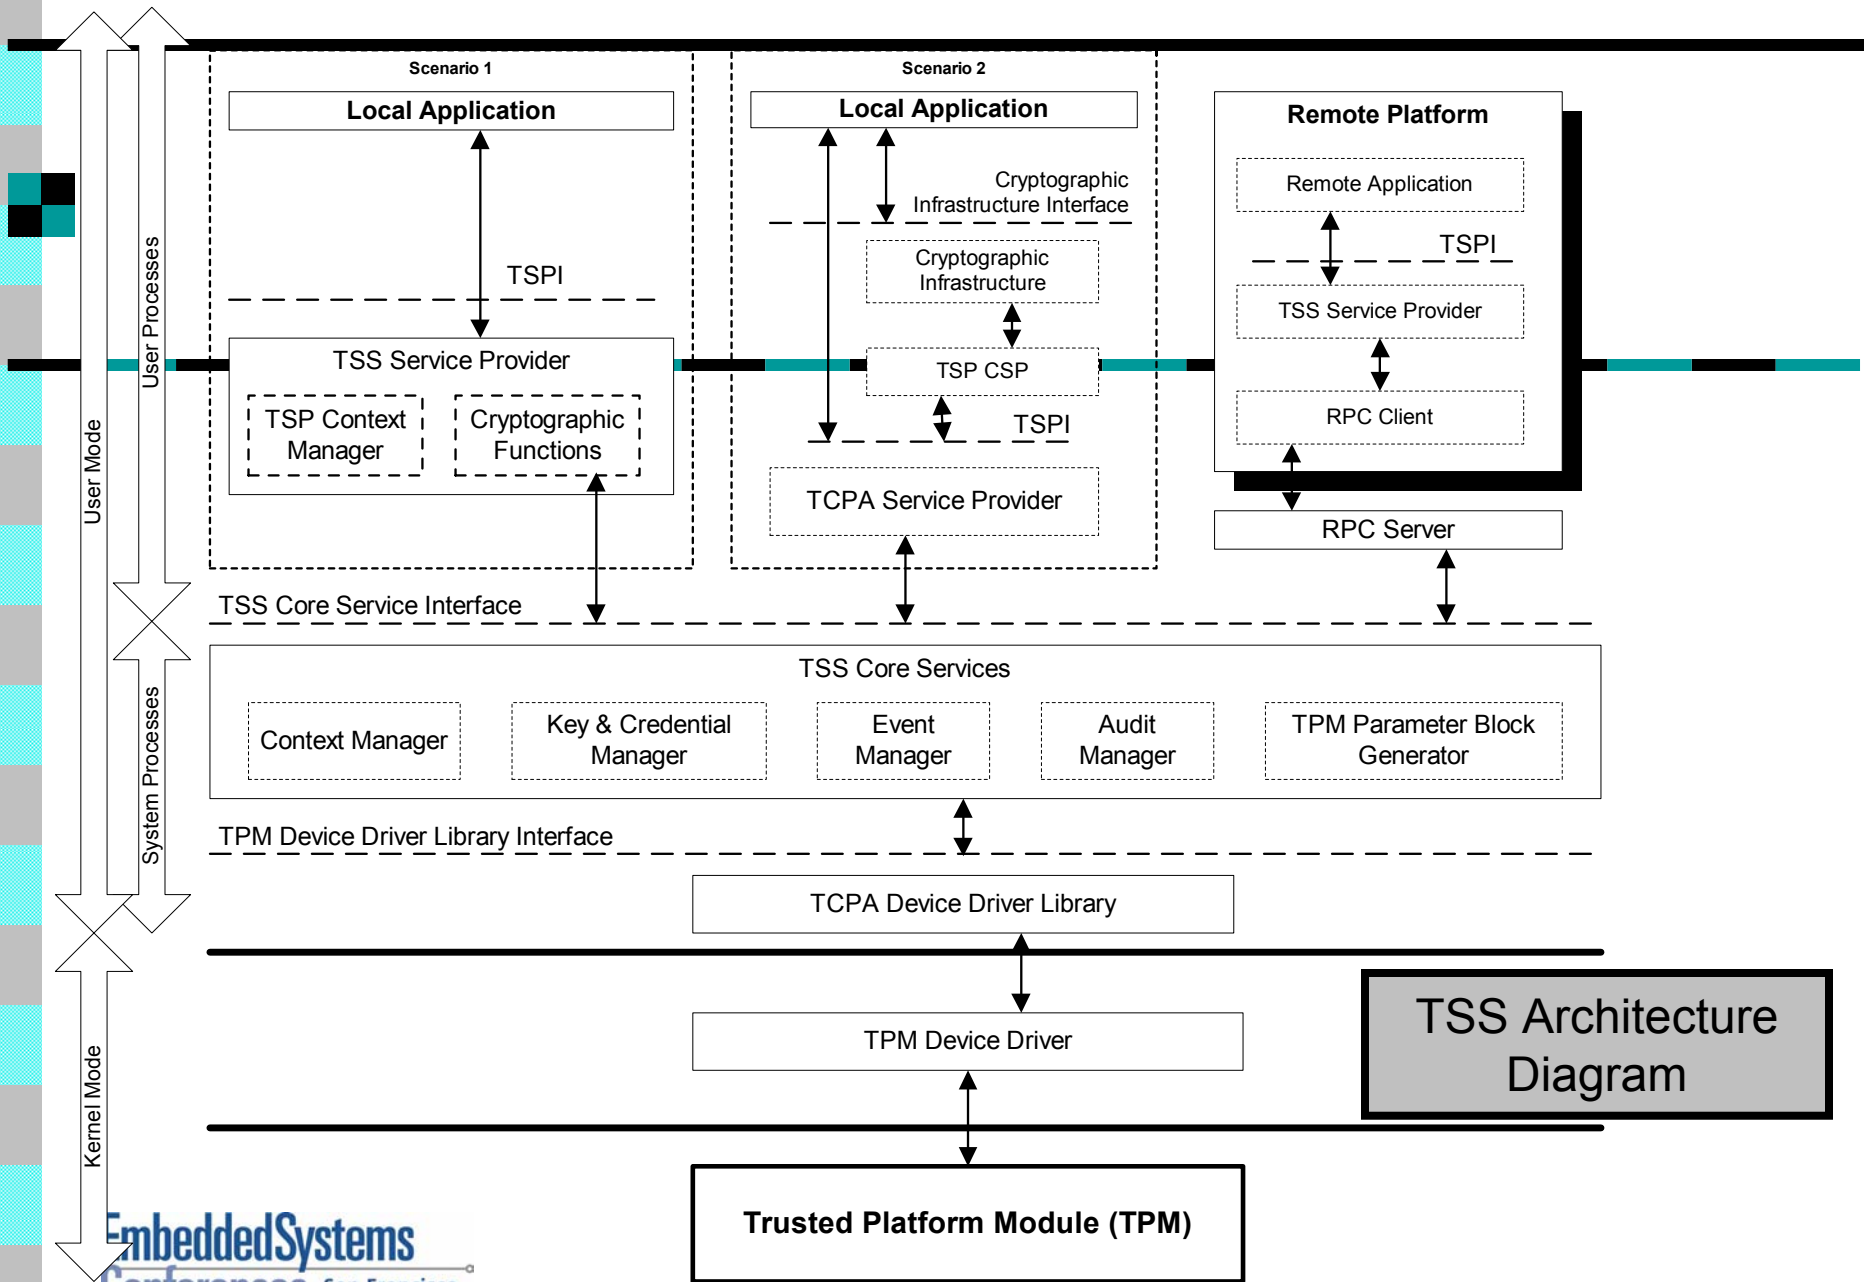 Scenario 1
Local Application
TSPI
TSS Service Provider
TSP Context
Manager
Cryptographic
Functions
Scenario 2
Local Application
Cryptographic
Infrastructure Interface
Cryptographic
Infrastructure
TSP CSP
TSPI
TCPA Service Provider
Remote Platform
Remote Application
TSPI
TSS Service Provider
RPC Client
RPC Server
User Processes
User Mode
TSS Core Service Interface
TSS Core Services
Context Manager
Key & Credential
Manager
Event
Manager
Audit
Manager
TPM Parameter Block
Generator
System Processes
TPM Device Driver Library Interface
TCPA Device Driver Library
TPM Device Driver
Kernel Mode
TSS Architecture
Diagram
Trusted Platform Module (TPM)
EmbeddedSystems
Conferences San Francisco